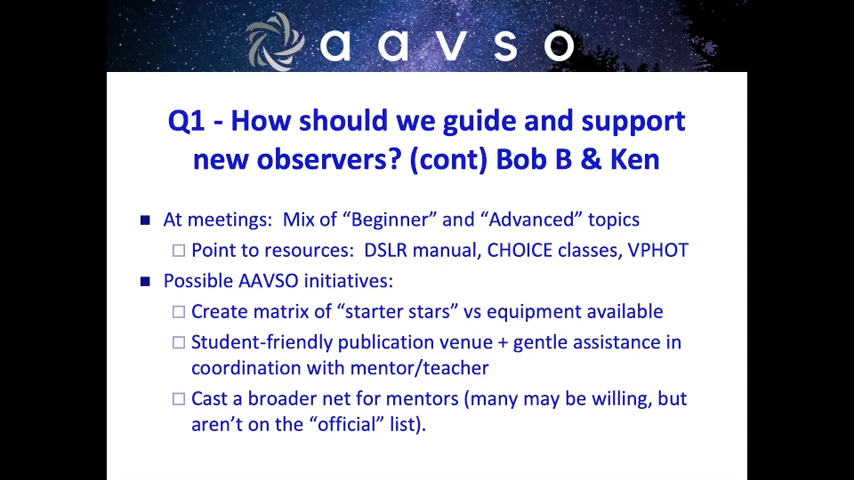 aavso
Q1 - How should we guide and support
new observers? (cont) Bob B & Ken
■ At meetings: Mix of “Beginner” and “Advanced” topics
□ Point to resources: DSLR manual, CHOICE classes, VPHOT
■ Possible AAVSO initiatives:
□ Create matrix of “starter stars” vs equipment available
□ Student-friendly publication venue + gentle assistance in
coordination with mentor/teacher
□ Cast a broader net for mentors (many may be willing, but
aren’t on the “official” list).